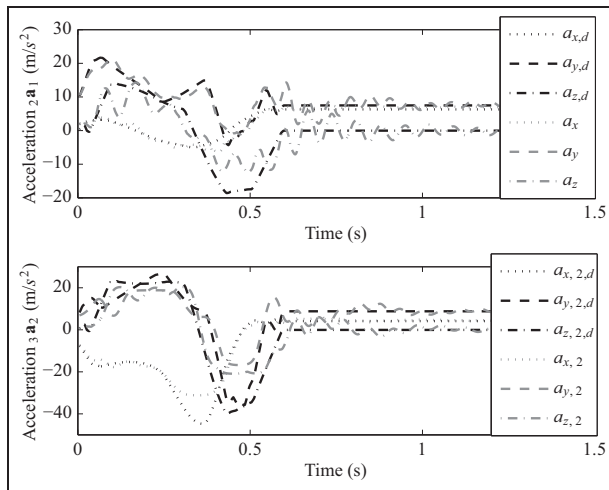 30
20
10
0
−10
−20
Acceleration ₂a₁ (m/s²)
0
0.5
1
1.5
Time (s)
a_{x,d}
a_{y,d}
a_{z,d}
a_x
a_y
a_z
20
0
−20
−40
Acceleration ₃a₂ (m/s²)
0
0.5
1
1.5
Time (s)
a_{x, 2,d}
a_{y, 2,d}
a_{z, 2,d}
a_{x, 2}
a_{y, 2}
a_{z, 2}